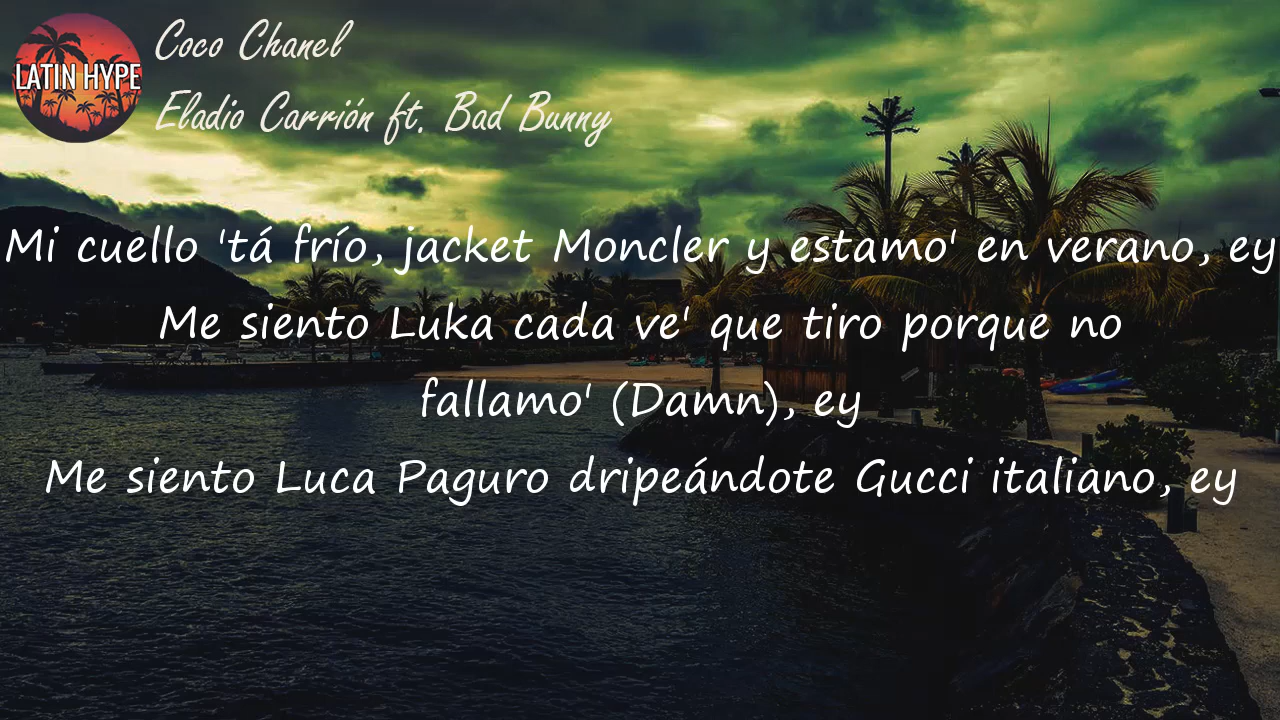 LATIN HYPE
Coco Chanel
Eladio Carrión ft. Bad Bunny
Mi cuello 'tá frío, jacket Moncler y estamo' en verano, ey
Me siento Luka cada ve' que tiro porque no
fallamo' (Damn), ey
Me siento Luca Paguro dripeándote Gucci italiano, ey